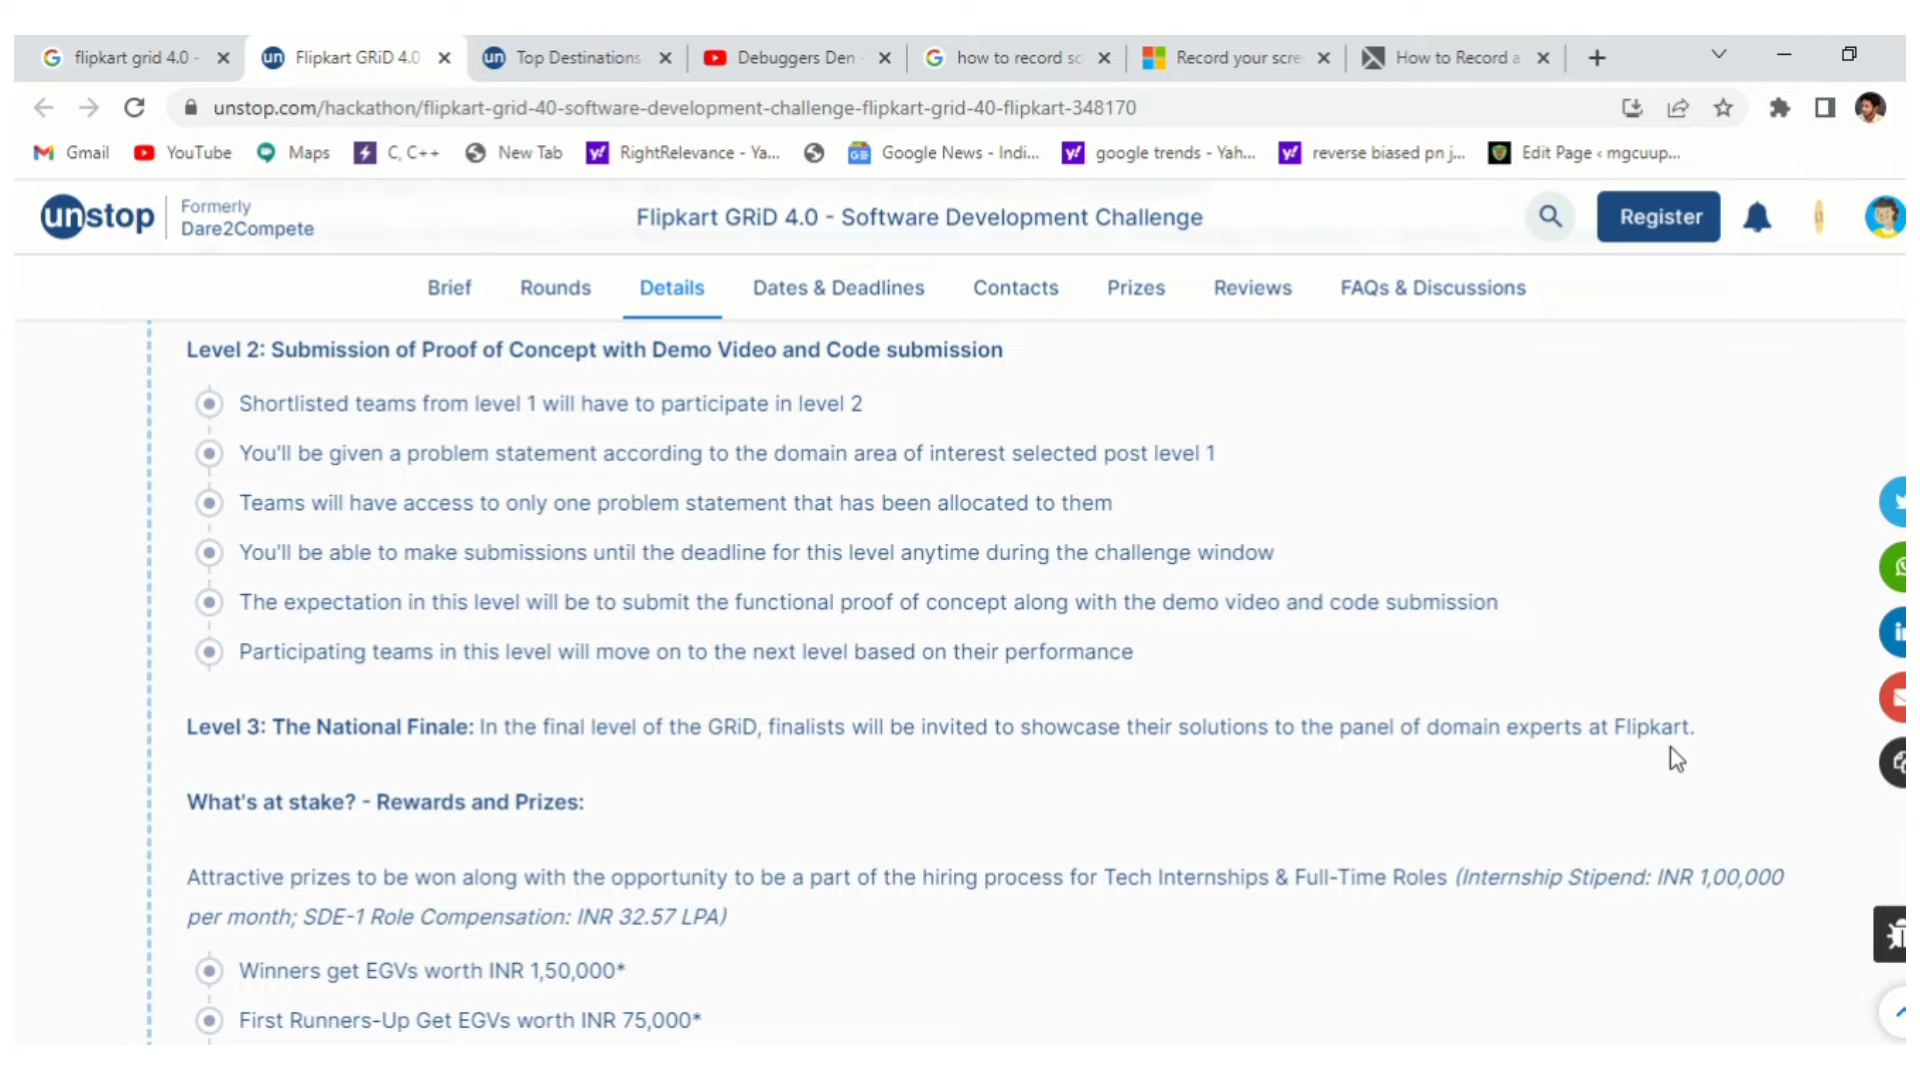 flipkart grid 4.0 -
Flipkart GRiD 4.0
Top Destinations
Debuggers Den -
how to record sc
Record your scre
How to Record a
unstop.com/hackathon/flipkart-grid-40-software-development-challenge-flipkart-grid-40-flipkart-348170
Gmail
YouTube
Maps
C, C++
New Tab
RightRelevance - Ya...
Google News - Indi...
google trends - Yah...
reverse biased pn j...
Edit Page ‹ mgcuup...
unstop
Formerly
Dare2Compete
Flipkart GRiD 4.0 - Software Development Challenge
Register
Brief
Rounds
Details
Dates & Deadlines
Contacts
Prizes
Reviews
FAQs & Discussions
Level 2: Submission of Proof of Concept with Demo Video and Code submission
Shortlisted teams from level 1 will have to participate in level 2
You'll be given a problem statement according to the domain area of interest selected post level 1
Teams will have access to only one problem statement that has been allocated to them
You'll be able to make submissions until the deadline for this level anytime during the challenge window
The expectation in this level will be to submit the functional proof of concept along with the demo video and code submission
Participating teams in this level will move on to the next level based on their performance
Level 3: The National Finale: In the final level of the GRiD, finalists will be invited to showcase their solutions to the panel of domain experts at Flipkart.
What's at stake? - Rewards and Prizes:
Attractive prizes to be won along with the opportunity to be a part of the hiring process for Tech Internships & Full-Time Roles (Internship Stipend: INR 1,00,000
per month; SDE-1 Role Compensation: INR 32.57 LPA)
Winners get EGVs worth INR 1,50,000*
First Runners-Up Get EGVs worth INR 75,000*